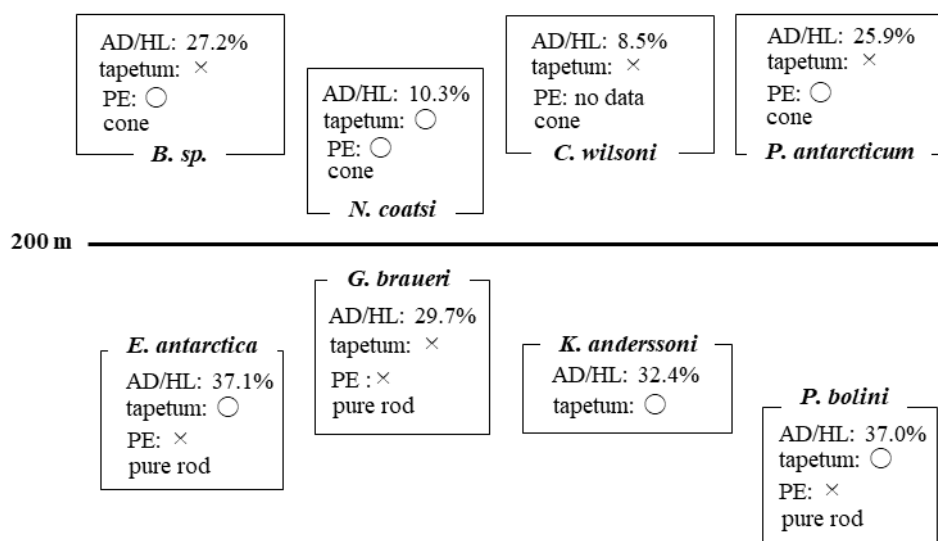 AD/HL: 27.2%
tapetum: ×
PE: ○
cone
B. sp.
AD/HL: 10.3%
tapetum: ○
PE: ○
cone
N. coatsi
AD/HL: 8.5%
tapetum: ×
PE: no data
cone
C. wilsoni
AD/HL: 25.9%
tapetum: ×
PE: ○
cone
P. antarcticum
200 m
E. antarctica
AD/HL: 37.1%
tapetum: ○
PE: ×
pure rod
G. braueri
AD/HL: 29.7%
tapetum: ×
PE : ×
pure rod
K. anderssoni
AD/HL: 32.4%
tapetum: ○
P. bolini
AD/HL: 37.0%
tapetum: ○
PE: ×
pure rod